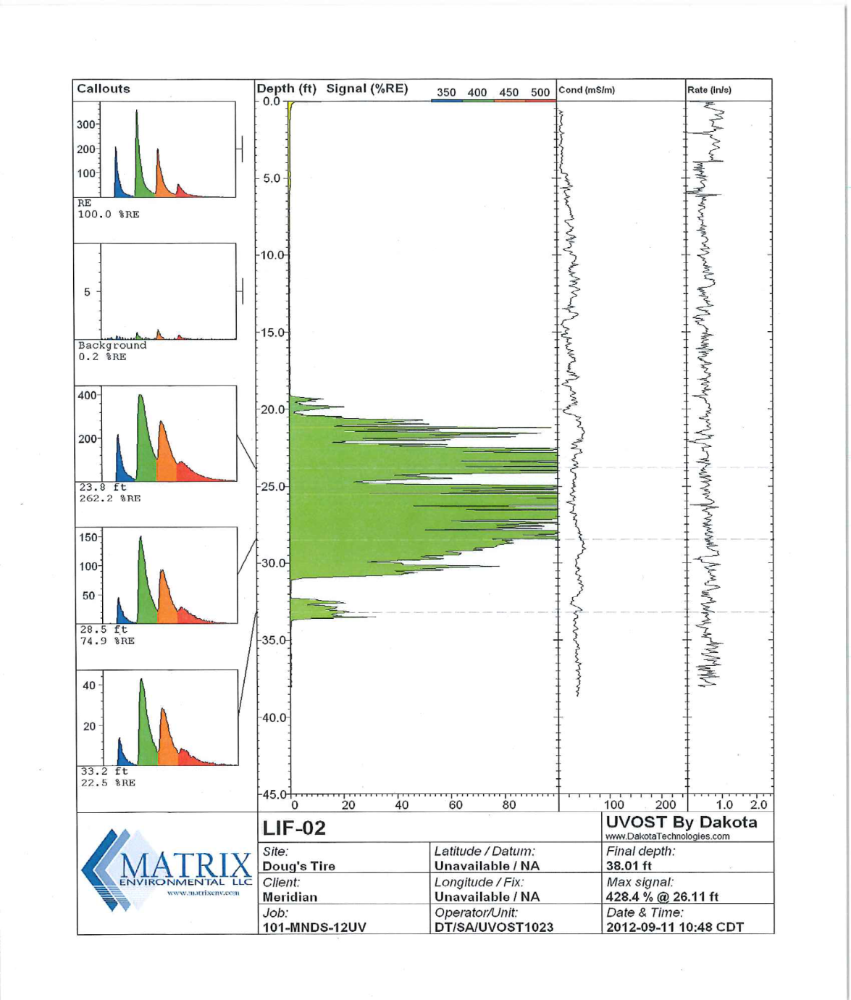 Callouts
Depth (ft) Signal (%RE)
350 400 450 500
Cond (mS/m)
Rate (in/s)
300
200
100
RE
100.0 %RE
5
Background
0.2 %RE
400
200
23.8 ft
262.2 %RE
150
100
50
28.5 ft
74.9 %RE
40
20
33.2 ft
22.5 %RE
0.0
5.0
10.0
15.0
20.0
25.0
30.0
35.0
40.0
45.0
0 20 40 60 80
100 200
1.0 2.0
MATRIX
ENVIRONMENTAL LLC
www.matrixenv.com
LIF-02
UVOST By Dakota
www.DakotaTechnologies.com
Site:
Doug's Tire
Latitude / Datum:
Unavailable / NA
Final depth:
38.01 ft
Client:
Meridian
Longitude / Fix:
Unavailable / NA
Max signal:
428.4 % @ 26.11 ft
Job:
101-MNDS-12UV
Operator/Unit:
DT/SA/UVOST1023
Date & Time:
2012-09-11 10:48 CDT